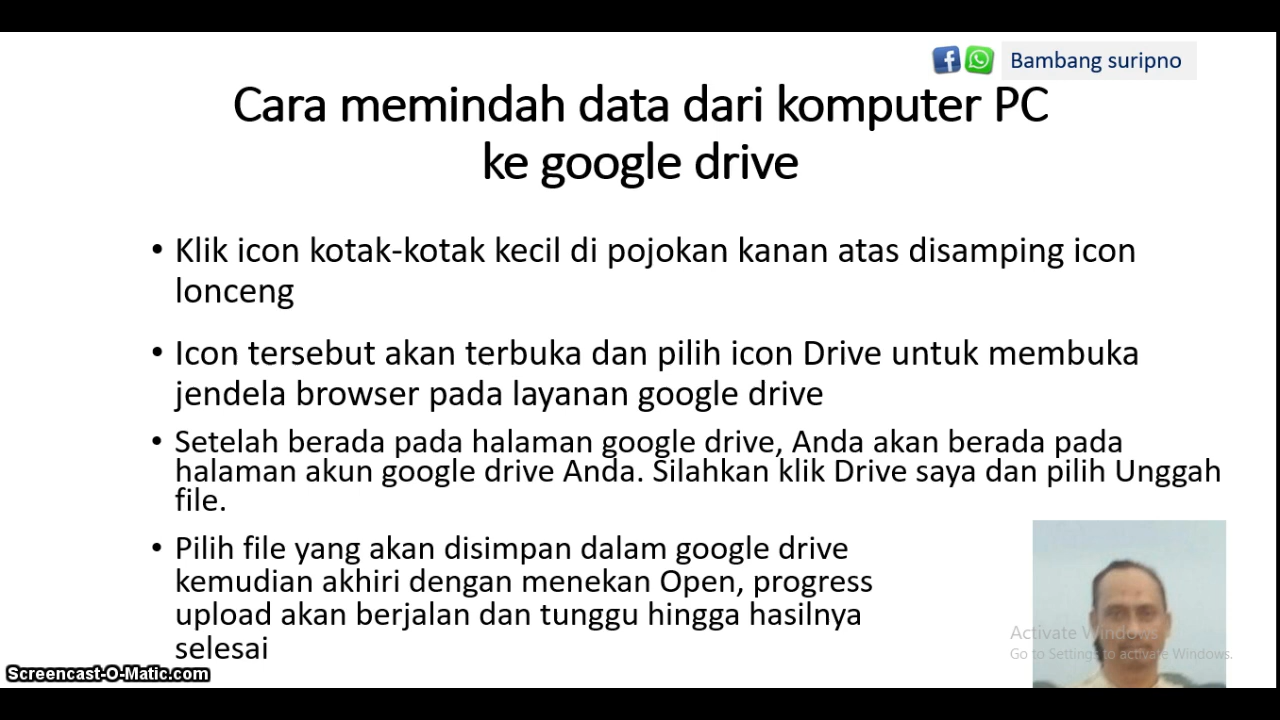 Bambang suripno
Cara memindah data dari komputer PC
ke google drive
• Klik icon kotak-kotak kecil di pojokan kanan atas disamping icon
lonceng
• Icon tersebut akan terbuka dan pilih icon Drive untuk membuka
jendela browser pada layanan google drive
• Setelah berada pada halaman google drive, Anda akan berada pada
halaman akun google drive Anda. Silahkan klik Drive saya dan pilih Unggah
file.
• Pilih file yang akan disimpan dalam google drive
kemudian akhiri dengan menekan Open, progress
upload akan berjalan dan tunggu hingga hasilnya
selesai
Activate Windows
Go to Settings to activate Windows.
Screencast-O-Matic.com